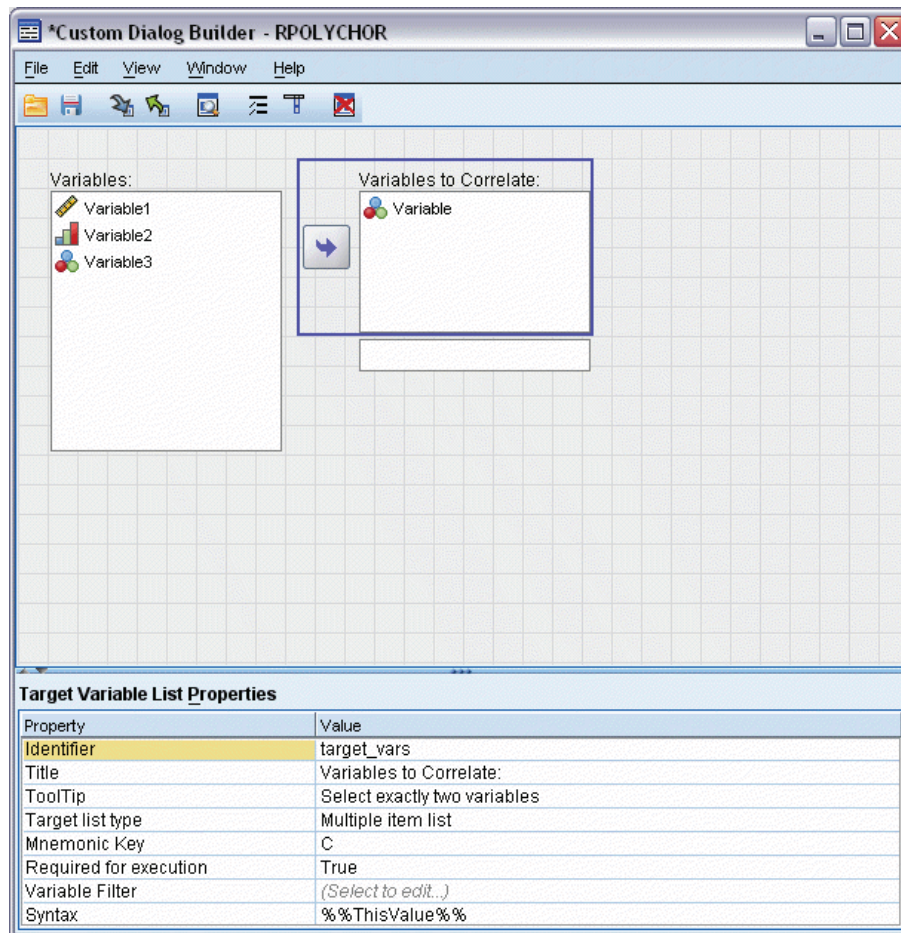 *Custom Dialog Builder - RPOLYCHOR
File Edit View Window Help
Variables:
Variable1
Variable2
Variable3
Variables to Correlate:
Variable
Target Variable List Properties
Property Value
Identifier target_vars
Title Variables to Correlate:
ToolTip Select exactly two variables
Target list type Multiple item list
Mnemonic Key C
Required for execution True
Variable Filter (Select to edit...)
Syntax %%ThisValue%%